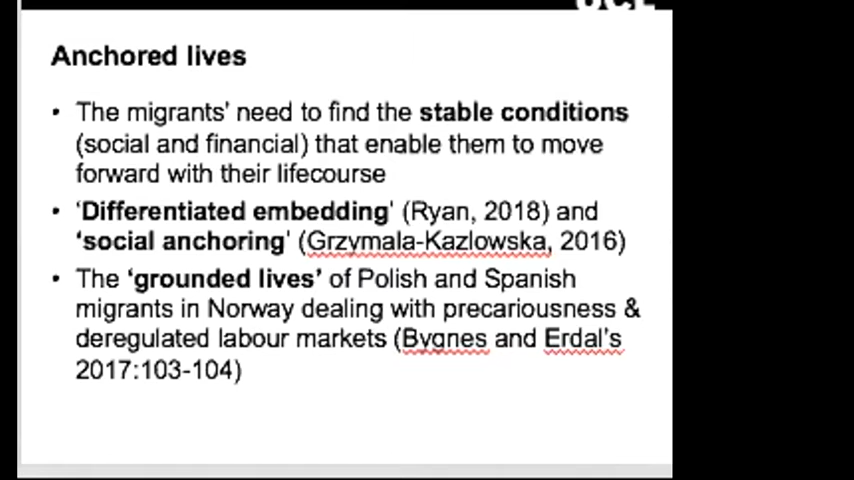 UCL
Anchored lives
• The migrants' need to find the stable conditions
(social and financial) that enable them to move
forward with their lifecourse
• 'Differentiated embedding' (Ryan, 2018) and
'social anchoring' (Grzymala-Kazlowska, 2016)
• The 'grounded lives' of Polish and Spanish
migrants in Norway dealing with precariousness &
deregulated labour markets (Bygnes and Erdal's
2017:103-104)